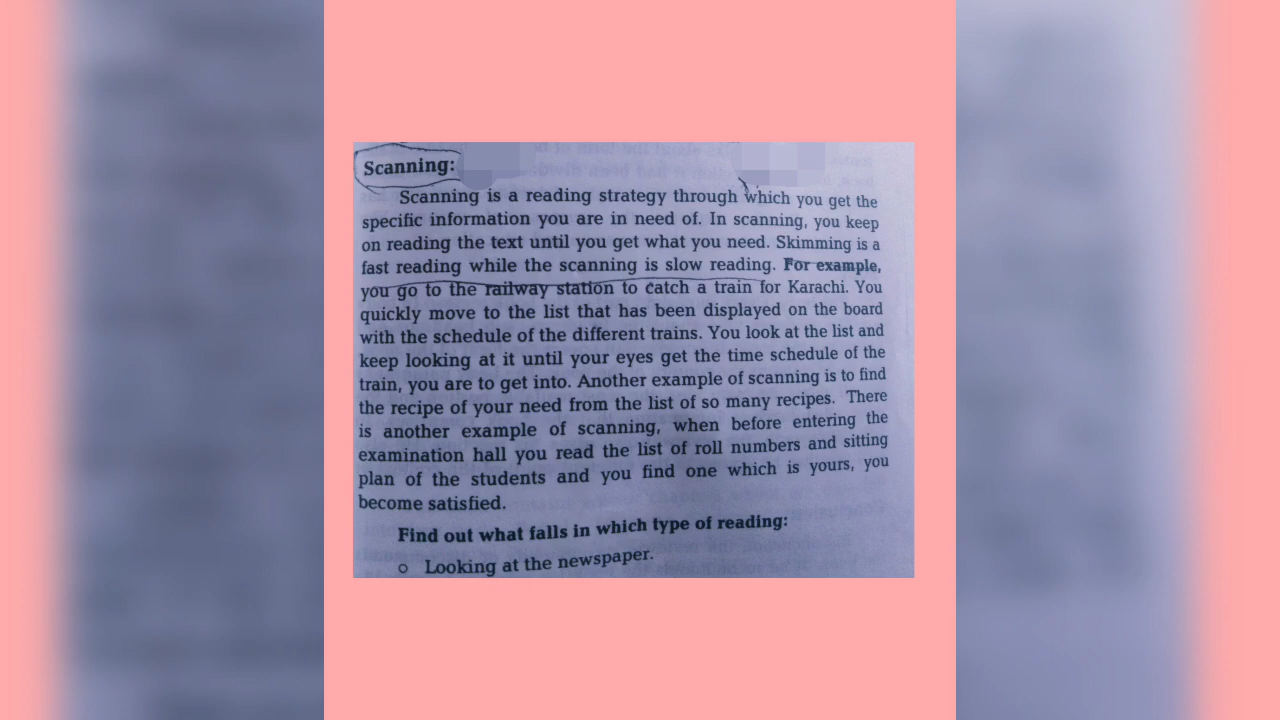 Scanning:
Scanning is a reading strategy through which you get the
specific information you are in need of. In scanning, you keep
on reading the text until you get what you need. Skimming is a
fast reading while the scanning is slow reading. For example,
you go to the railway station to catch a train for Karachi. You
quickly move to the list that has been displayed on the board
with the schedule of the different trains. You look at the list and
keep looking at it until your eyes get the time schedule of the
train, you are to get into. Another example of scanning is to find
the recipe of your need from the list of so many recipes. There
is another example of scanning, when before entering the
examination hall you read the list of roll numbers and sitting
plan of the students and you find one which is yours, you
become satisfied.
Find out what falls in which type of reading:
o Looking at the newspaper.